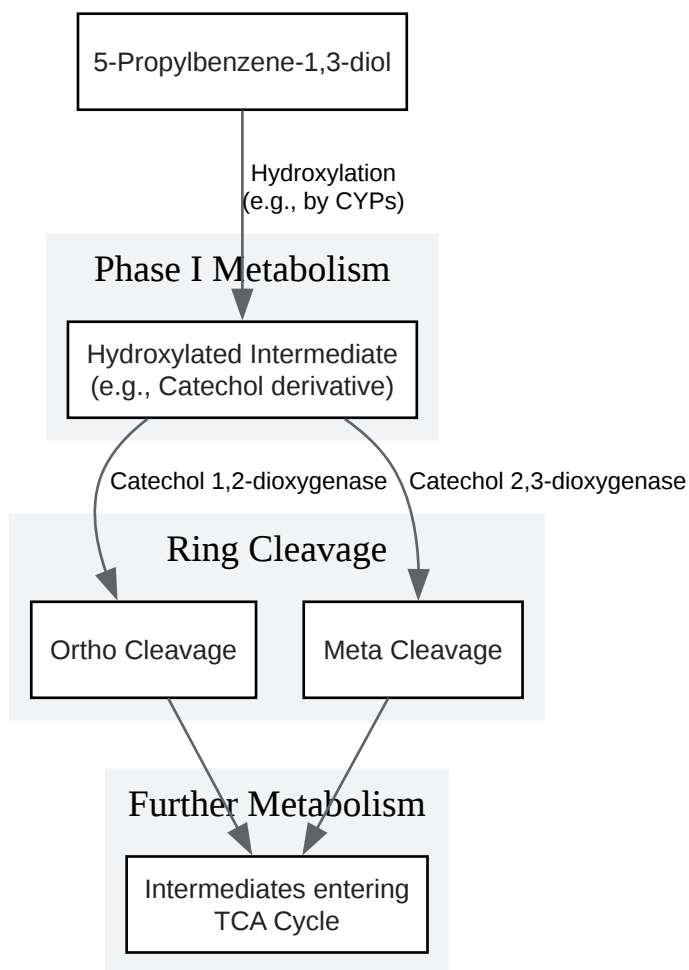 5-Propylbenzene-1,3-diol
Hydroxylation
(e.g., by CYPs)
Phase I Metabolism
Hydroxylated Intermediate
(e.g., Catechol derivative)
Catechol 1,2-dioxygenase
Catechol 2,3-dioxygenase
Ring Cleavage
Ortho Cleavage
Meta Cleavage
Further Metabolism
Intermediates entering
TCA Cycle